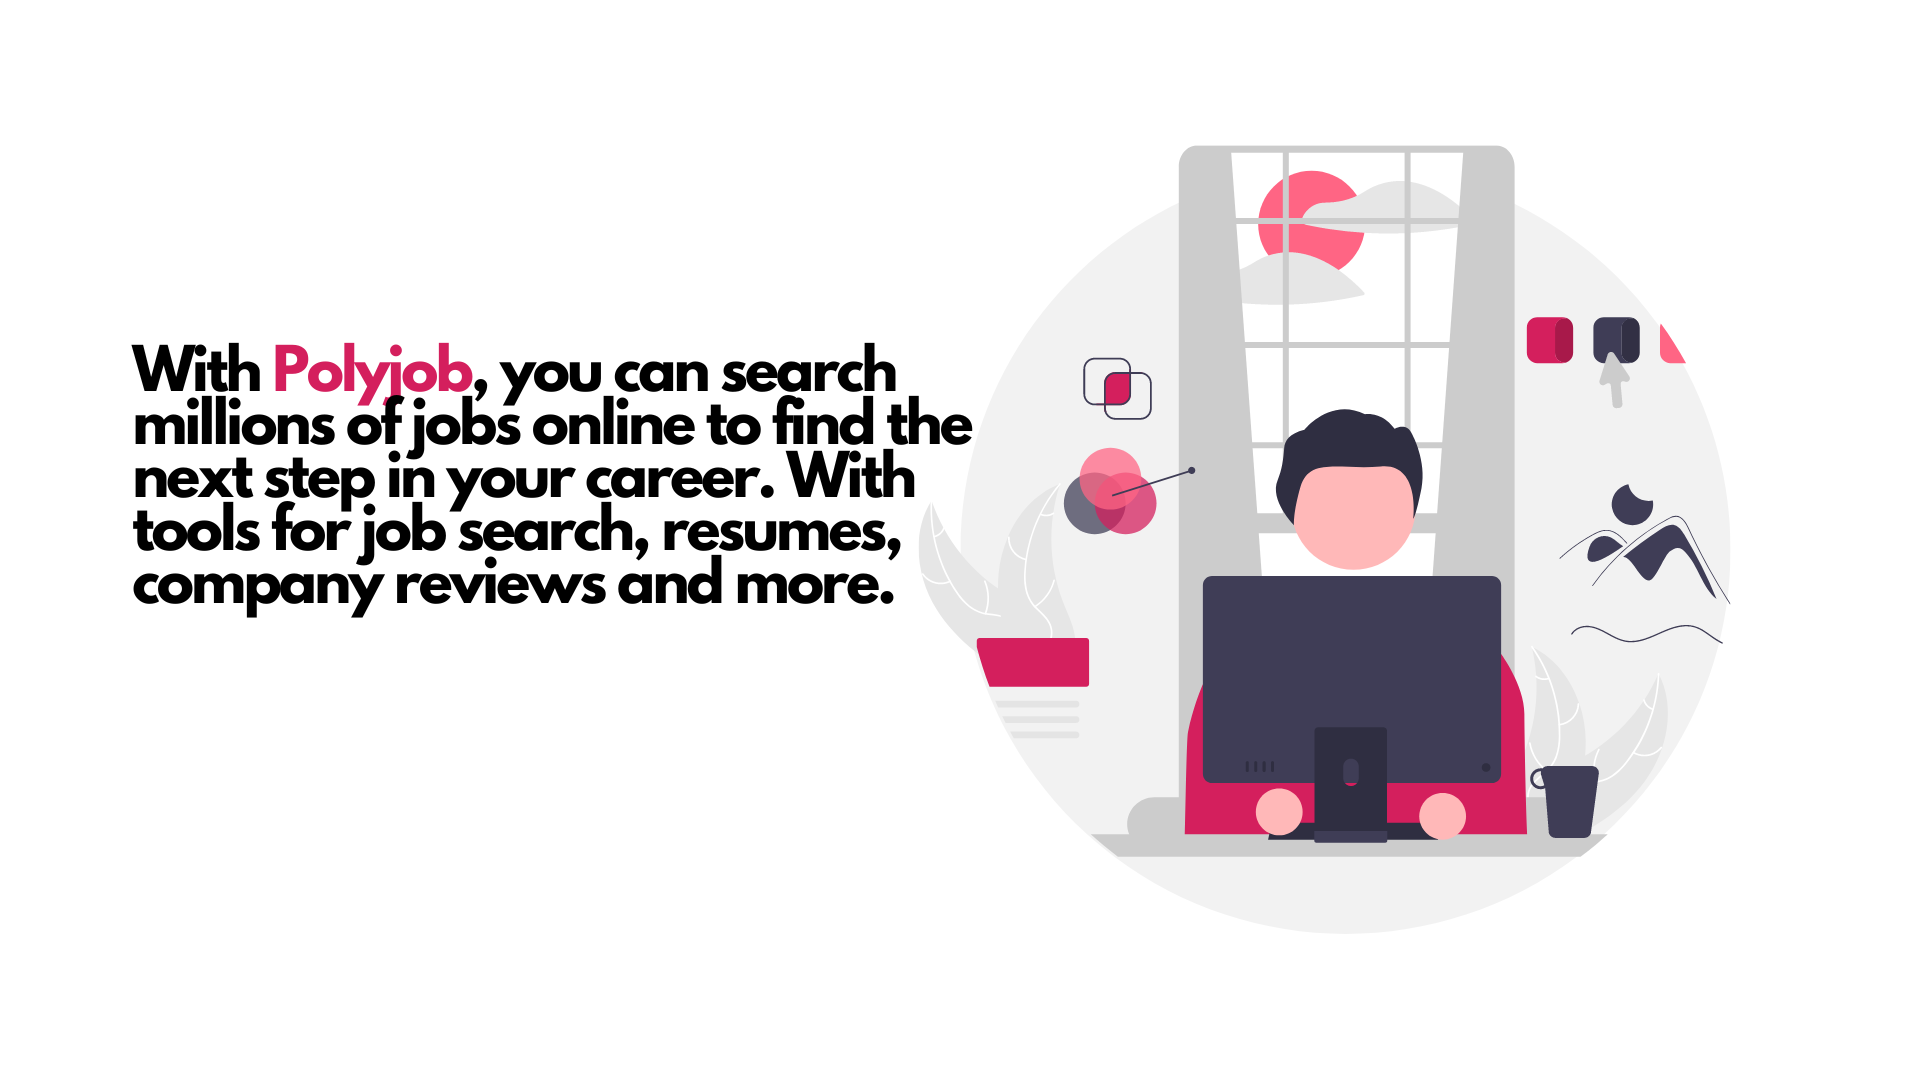 With Polyjob, you can search
millions of jobs online to find the
next step in your career. With
tools for job search, resumes,
company reviews and more.